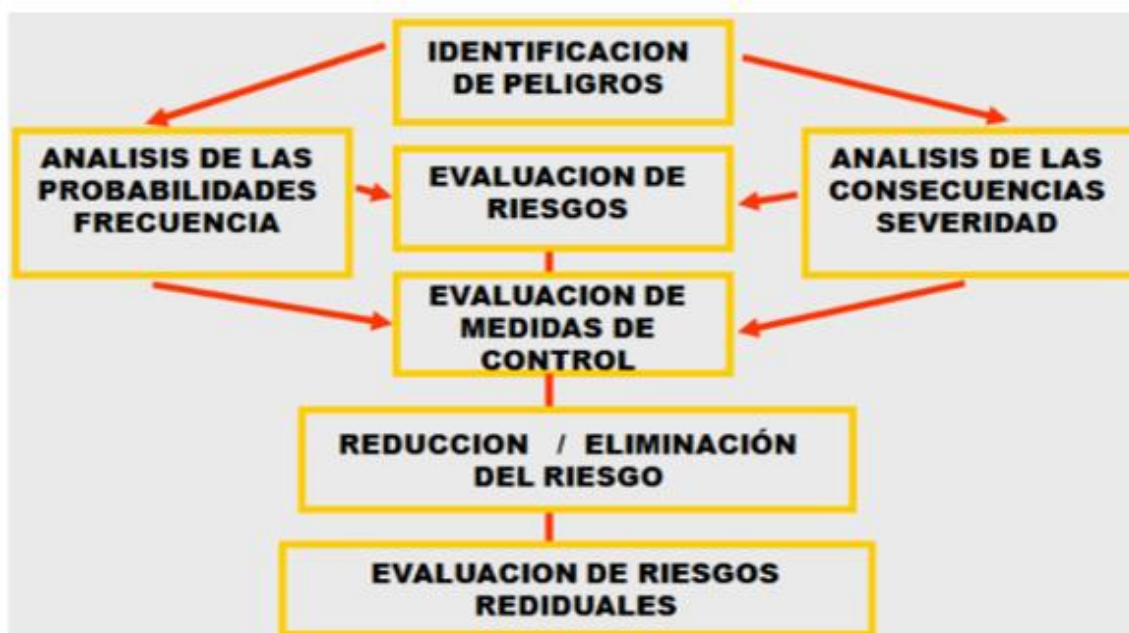 IDENTIFICACION
DE PELIGROS
ANALISIS DE LAS
PROBABILIDADES
FRECUENCIA
EVALUACION DE
RIESGOS
ANALISIS DE LAS
CONSECUENCIAS
SEVERIDAD
EVALUACION DE
MEDIDAS DE
CONTROL
REDUCCION / ELIMINACIÓN
DEL RIESGO
EVALUACION DE RIESGOS
REDIDUALES